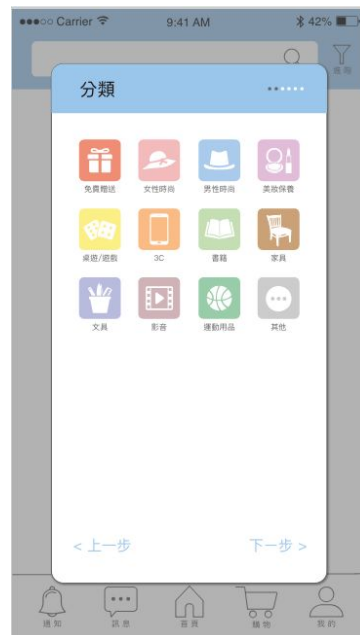 Carrier 9:41 AM 42%
進階
分類
免費贈送 女性時尚 男性時尚 美妝保養
桌遊/遊戲 3C 書籍 家具
文具 影音 運動用品 其他
< 上一步 下一步 >
通知 訊息 首頁 購物 我的